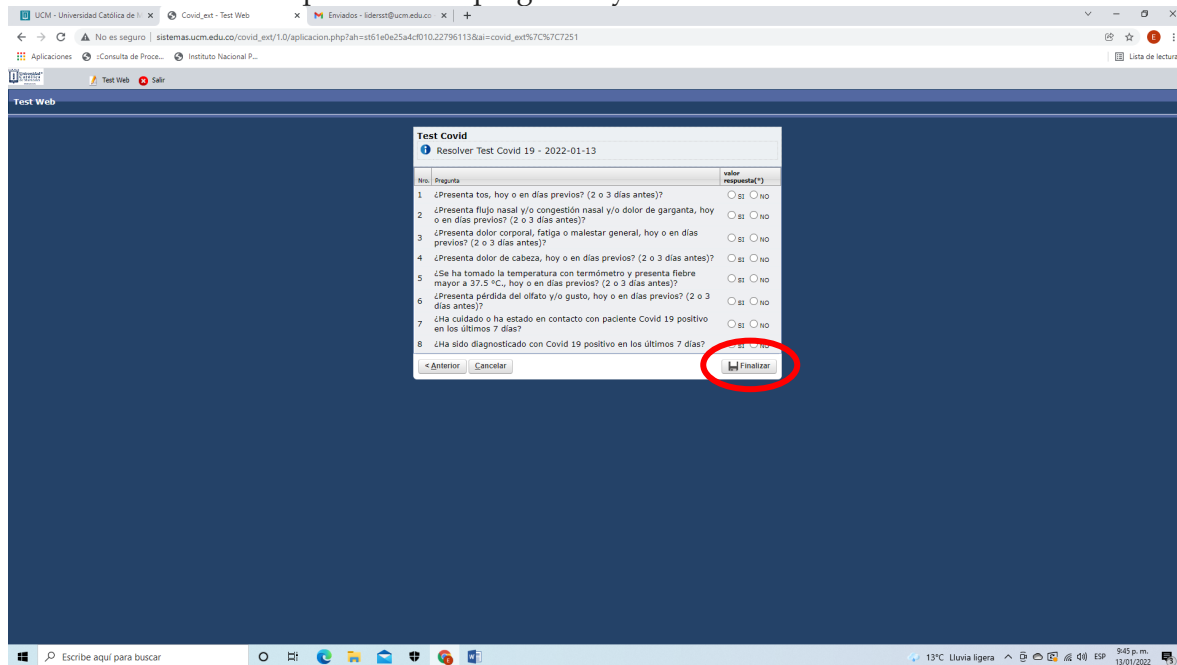 UCM - Universidad Católica de M
Covid_ext - Test Web
Enviados - lidersst@ucm.edu.co
No es seguro | sistemas.ucm.edu.co/covid_ext/1.0/aplicacion.php?ah=st61e0e25a4cf010.22796113&ai=covid_ext%7C%7C7251
E
Aplicaciones
:Consulta de Proce...
Instituto Nacional P...
Lista de lectura
Test Web
Salir
Test Web
Test Covid
Resolver Test Covid 19 - 2022-01-13
Nro. Pregunta valor respuesta(*)
1 ¿Presenta tos, hoy o en días previos? (2 o 3 días antes)? SI NO
2 ¿Presenta flujo nasal y/o congestión nasal y/o dolor de garganta, hoy
o en días previos? (2 o 3 días antes)? SI NO
3 ¿Presenta dolor corporal, fatiga o malestar general, hoy o en días
previos? (2 o 3 días antes)? SI NO
4 ¿Presenta dolor de cabeza, hoy o en días previos? (2 o 3 días antes)? SI NO
5 ¿Se ha tomado la temperatura con termómetro y presenta fiebre
mayor a 37.5 ºC., hoy o en días previos? (2 o 3 días antes)? SI NO
6 ¿Presenta pérdida del olfato y/o gusto, hoy o en días previos? (2 o 3
días antes)? SI NO
7 ¿Ha cuidado o ha estado en contacto con paciente Covid 19 positivo
en los últimos 7 días? SI NO
8 ¿Ha sido diagnosticado con Covid 19 positivo en los últimos 7 días? SI NO
< Anterior Cancelar Finalizar
Escribe aquí para buscar
13°C Lluvia ligera
ESP
9:45 p. m.
13/01/2022